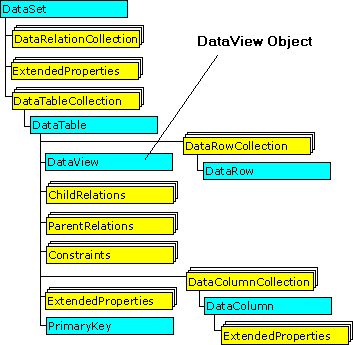 DataSet
DataView Object
DataRelationCollection
ExtendedProperties
DataTableCollection
DataTable
DataRowCollection
DataView
DataRow
ChildRelations
ParentRelations
Constraints
DataColumnCollection
ExtendedProperties
DataColumn
PrimaryKey
ExtendedProperties